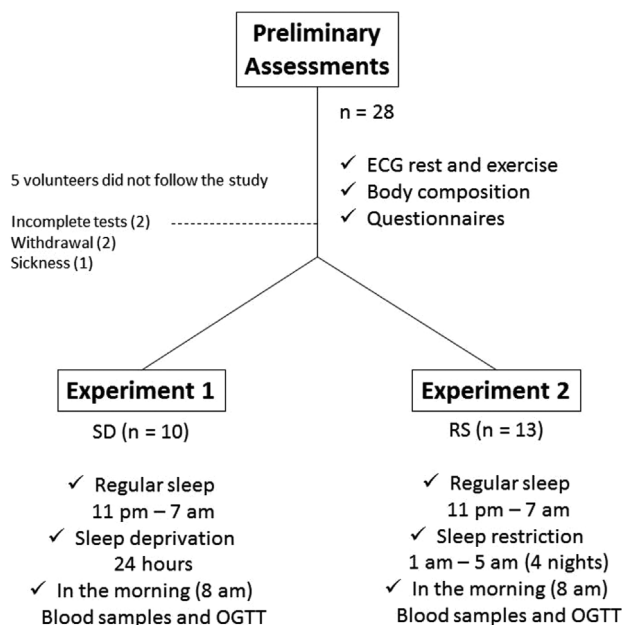 Preliminary
Assessments
n = 28
✓ ECG rest and exercise
✓ Body composition
✓ Questionnaires
5 volunteers did not follow the study
Incomplete tests (2)
Withdrawal (2)
Sickness (1)
Experiment 1
SD (n = 10)
✓ Regular sleep
11 pm – 7 am
✓ Sleep deprivation
24 hours
✓ In the morning (8 am)
Blood samples and OGTT
Experiment 2
RS (n = 13)
✓ Regular sleep
11 pm – 7 am
✓ Sleep restriction
1 am – 5 am (4 nights)
✓ In the morning (8 am)
Blood samples and OGTT